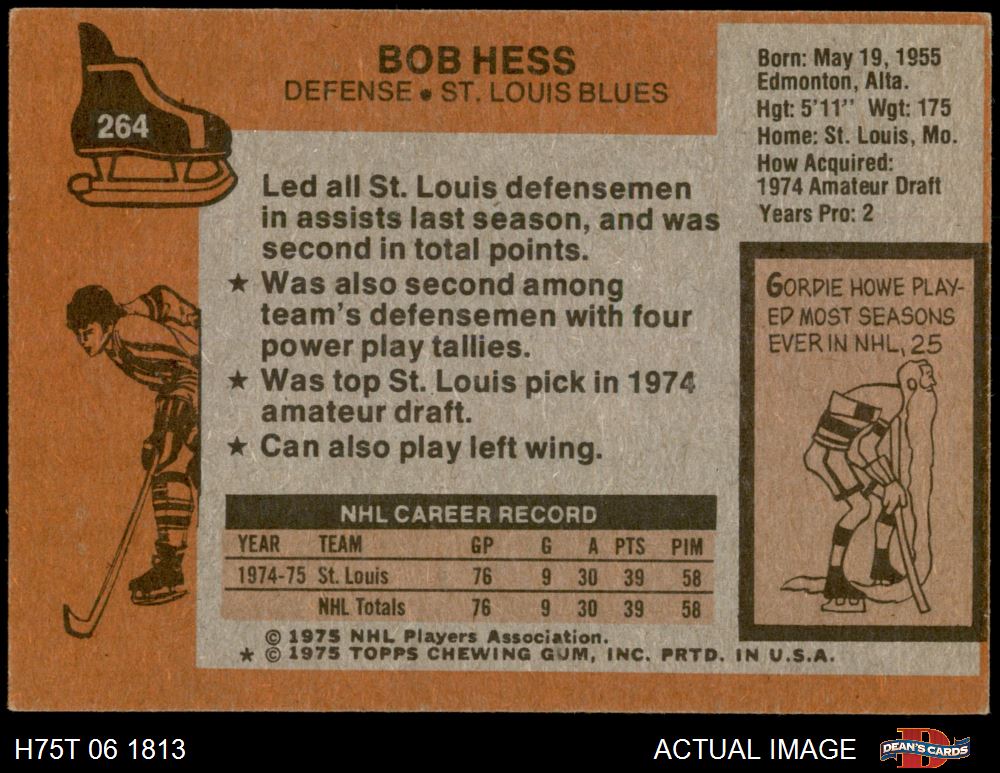 264
BOB HESS
DEFENSE • ST. LOUIS BLUES
Born: May 19, 1955
Edmonton, Alta.
Hgt: 5'11'' Wgt: 175
Home: St. Louis, Mo.
How Acquired:
1974 Amateur Draft
Years Pro: 2
Led all St. Louis defensemen
in assists last season, and was
second in total points.
★ Was also second among
team's defensemen with four
power play tallies.
★ Was top St. Louis pick in 1974
amateur draft.
★ Can also play left wing.
GORDIE HOWE PLAY-
ED MOST SEASONS
EVER IN NHL, 25
NHL CAREER RECORD
YEAR TEAM GP G A PTS PIM
1974-75 St. Louis 76 9 30 39 58
NHL Totals 76 9 30 39 58
© 1975 NHL Players Association.
★ © 1975 TOPPS CHEWING GUM, INC. PRTD. IN U.S.A.
H75T 06 1813
ACTUAL IMAGE
D
DEAN'S CARDS